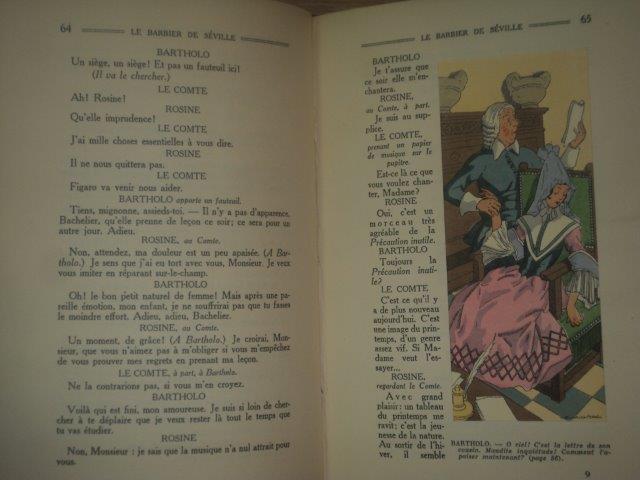 64 LE BARBIER DE SÉVILLE
BARTHOLO
Un siège, un siège! Et pas un fauteuil ici!
(Il va le chercher.)
LE COMTE
Ah! Rosine!
ROSINE
Qu'elle imprudence!
LE COMTE
J'ai mille choses essentielles à vous dire.
ROSINE
Il ne nous quittera pas.
LE COMTE
Figaro va venir nous aider.
BARTHOLO apporte un fauteuil.
Tiens, mignonne, assieds-toi. — Il n'y a pas d'apparence,
Bachelier, qu'elle prenne de leçon ce soir; ce sera pour un
autre jour. Adieu.
ROSINE, au Comte.
Non, attendez, ma douleur est un peu apaisée. (A Bar-
tholo.) Je sens que j'ai eu tort avec vous, Monsieur. Je veux
vous imiter en réparant sur-le-champ.
BARTHOLO
Oh! le bon petit naturel de femme! Mais après une pa-
reille émotion, mon enfant, je ne souffrirai pas que tu fasses
le moindre effort. Adieu, adieu, Bachelier.
ROSINE, au Comte.
Un moment, de grâce! (A Bartholo.) Je croirai, Mon-
sieur, que vous n'aimez pas à m'obliger si vous m'empêchez
de vous prouver mes regrets en prenant ma leçon.
LE COMTE, à part, à Bartholo.
Ne la contrarions pas, si vous m'en croyez.
BARTHOLO
Voilà qui est fini, mon amoureuse. Je suis si loin de cher-
cher à te déplaire que je veux rester là tout le temps que
tu vas étudier.
ROSINE
Non, Monsieur : je sais que la musique n'a nul attrait pour
vous.
LE BARBIER DE SÉVILLE 65
BARTHOLO
Je t'assure que
ce soir elle m'en-
chantera.
ROSINE,
au Comte, à part.
Je suis au sup-
plice.
LE COMTE,
prenant un papier
de musique sur le
pupitre.
Est-ce là ce que
vous voulez chan-
ter, Madame?
ROSINE
Oui, c'est un
morceau très
agréable de la
Précaution inutile.
BARTHOLO
Toujours la
Précaution inuti-
le?
LE COMTE
C'est ce qu'il y
a de plus nouveau
aujourd'hui. C'est
une image du prin-
temps, d'un genre
assez vif. Si Ma-
dame veut l'es-
sayer...
ROSINE,
regardant le Comte.
Avec grand
plaisir: un tableau
du printemps me
ravit; c'est la jeu-
nesse de la nature.
Au sortir de l'hi-
ver, il semble
BARTHOLO. — O ciel! C'est la lettre de son
cousin. Maudite inquiétude! Comment l'a-
paiser maintenant? (page 56).
9